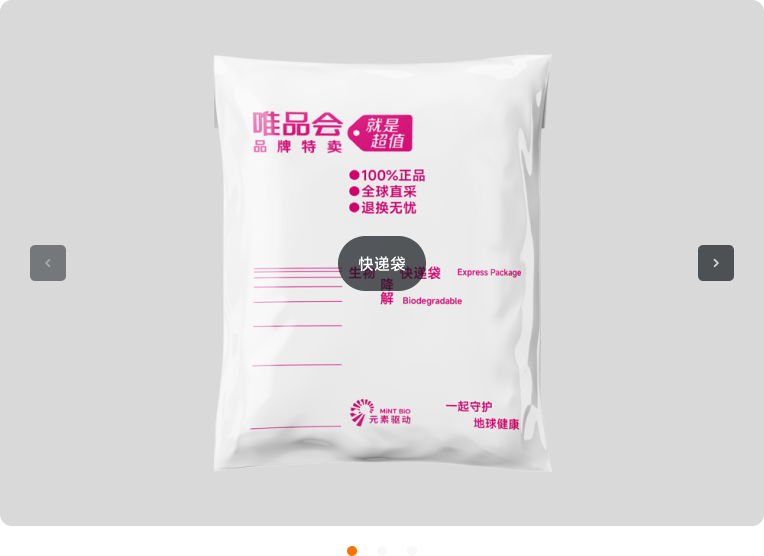 唯品会
品牌特卖
就是
超值
●100%正品
●全球直采
●退换无忧
快递袋
生物 快递袋 Express Package
降
解 Biodegradable
MINT BIO
元素驱动
一起守护
地球健康